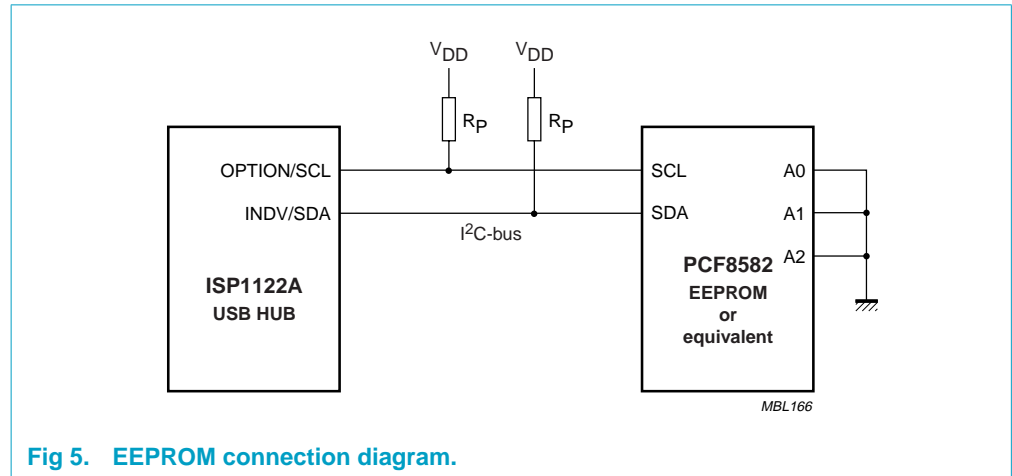 VDD VDD
RP RP
OPTION/SCL SCL A0
INDV/SDA SDA A1
I2C-bus A2
ISP1122A PCF8582
USB HUB EEPROM
or
equivalent
MBL166
Fig 5. EEPROM connection diagram.